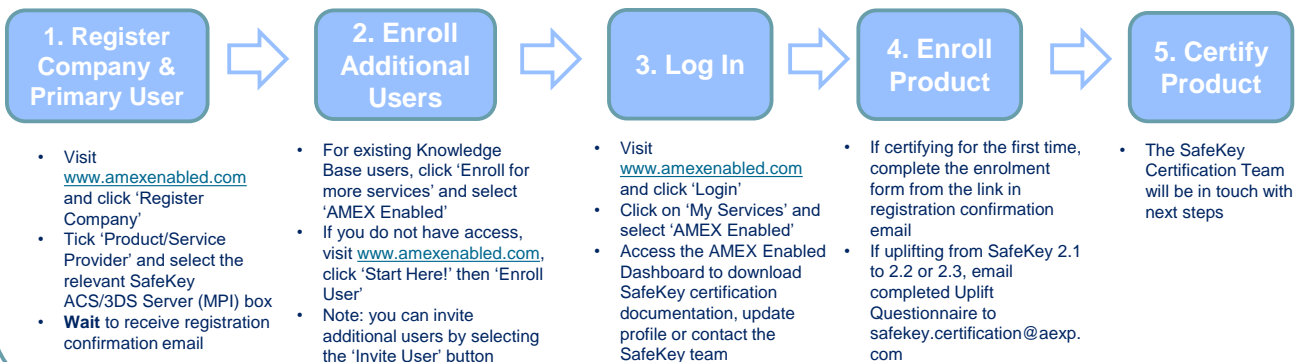 1. Register
Company &
Primary User
2. Enroll
Additional
Users
3. Log In
4. Enroll
Product
5. Certify
Product
• Visit
www.amexenabled.com
and click ‘Register
Company’
• Tick ‘Product/Service
Provider’ and select the
relevant SafeKey
ACS/3DS Server (MPI) box
• Wait to receive registration
confirmation email
• For existing Knowledge
Base users, click ‘Enroll for
more services’ and select
‘AMEX Enabled’
• If you do not have access,
visit www.amexenabled.com,
click ‘Start Here!’ then ‘Enroll
User’
• Note: you can invite
additional users by selecting
the ‘Invite User’ button
• Visit
www.amexenabled.com
and click ‘Login’
• Click on ‘My Services’ and
select ‘AMEX Enabled’
• Access the AMEX Enabled
Dashboard to download
SafeKey certification
documentation, update
profile or contact the
SafeKey team
• If certifying for the first time,
complete the enrolment
form from the link in
registration confirmation
email
• If uplifting from SafeKey 2.1
to 2.2 or 2.3, email
completed Uplift
Questionnaire to
safekey.certification@aexp.
com
• The SafeKey
Certification Team
will be in touch with
next steps